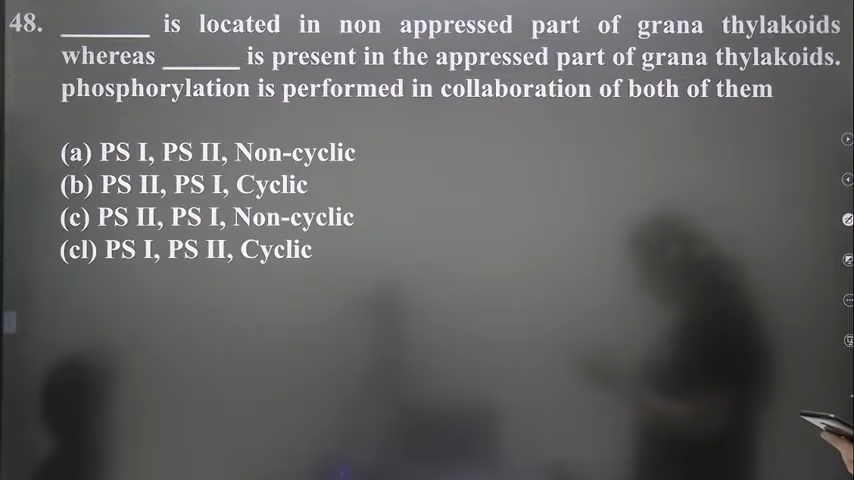 48. ______ is located in non appressed part of grana thylakoids
whereas ______ is present in the appressed part of grana thylakoids.
phosphorylation is performed in collaboration of both of them
(a) PS I, PS II, Non-cyclic
(b) PS II, PS I, Cyclic
(c) PS II, PS I, Non-cyclic
(cl) PS I, PS II, Cyclic